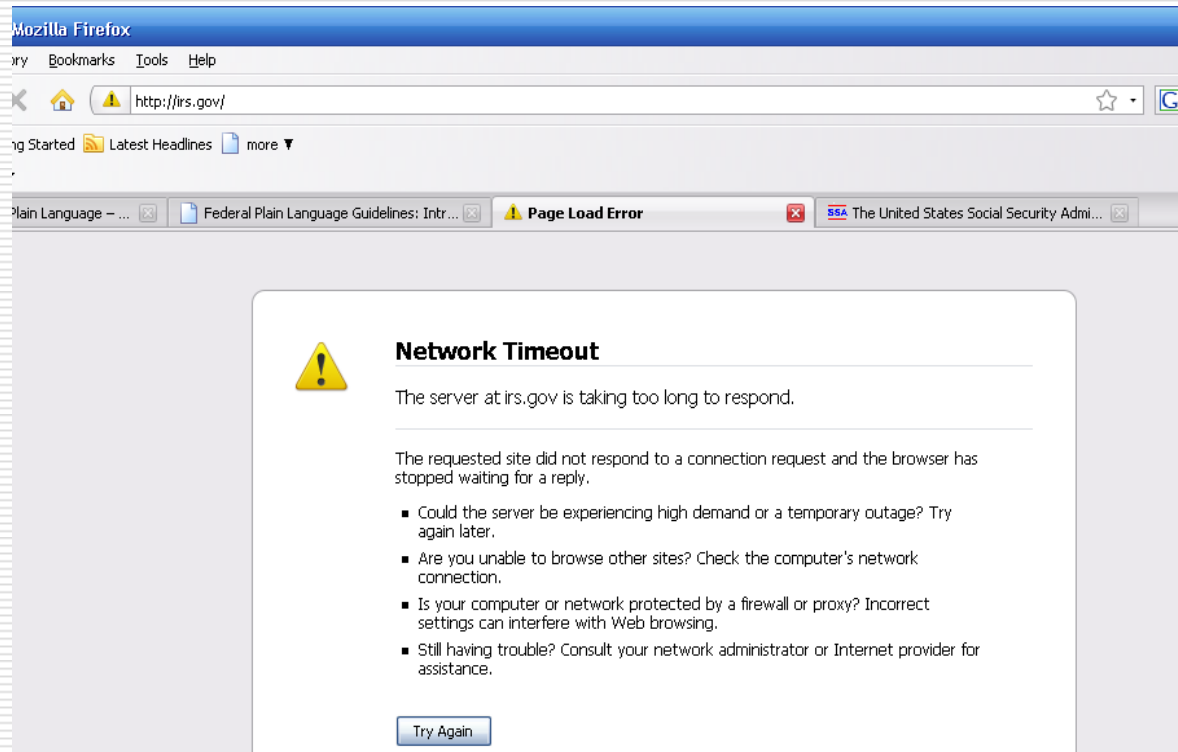 Mozilla Firefox
ory Bookmarks Tools Help
http://irs.gov/ G
ng Started Latest Headlines more ▼
Plain Language – ... Federal Plain Language Guidelines: Intr... Page Load Error SSA The United States Social Security Admi...
Network Timeout
The server at irs.gov is taking too long to respond.
The requested site did not respond to a connection request and the browser has
stopped waiting for a reply.
▪ Could the server be experiencing high demand or a temporary outage? Try
again later.
▪ Are you unable to browse other sites? Check the computer's network
connection.
▪ Is your computer or network protected by a firewall or proxy? Incorrect
settings can interfere with Web browsing.
▪ Still having trouble? Consult your network administrator or Internet provider for
assistance.
Try Again